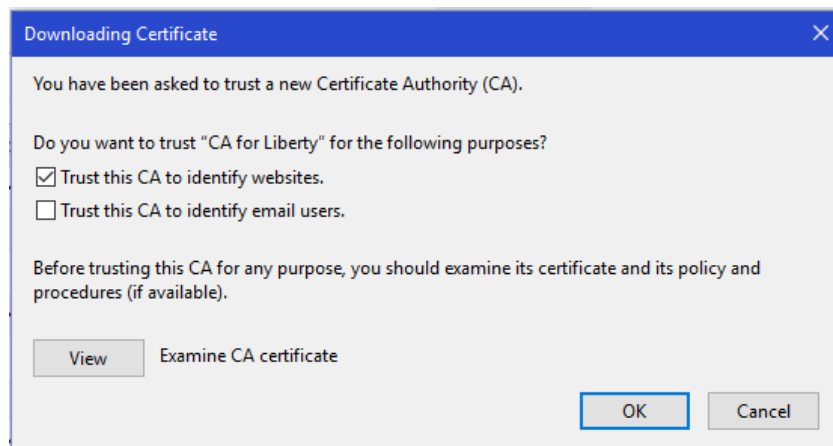 Downloading Certificate
You have been asked to trust a new Certificate Authority (CA).
Do you want to trust “CA for Liberty” for the following purposes?
Trust this CA to identify websites.
Trust this CA to identify email users.
Before trusting this CA for any purpose, you should examine its certificate and its policy and
procedures (if available).
View Examine CA certificate
OK Cancel